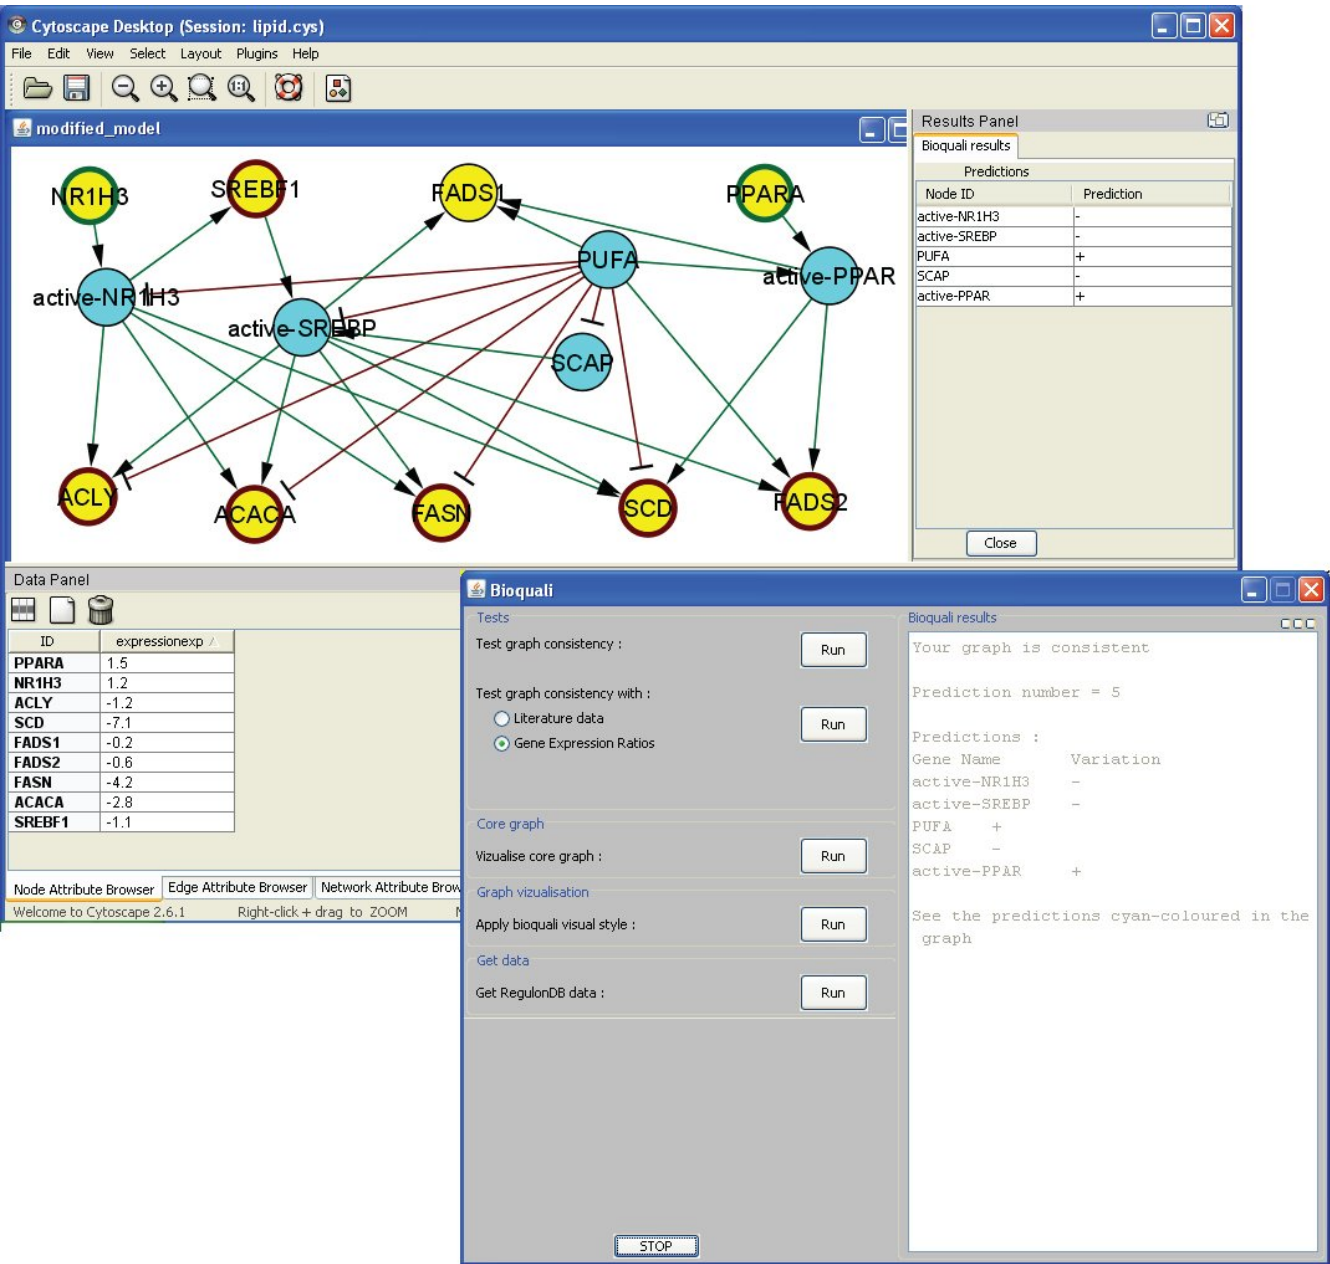 Cytoscape Desktop (Session: lipid.cys)
File Edit View Select Layout Plugins Help
modified_model
NR1H3
SREBF1
FADS1
PPARA
PUFA
active-PPAR
active-NR1H3
active-SREBP
SCAP
ACLY
ACACA
FASN
SCD
FADS2
Results Panel
Bioquali results
Predictions
Node ID Prediction
active-NR1H3 -
active-SREBP -
PUFA +
SCAP -
active-PPAR +
Close
Data Panel
ID expressionexp
PPARA 1.5
NR1H3 1.2
ACLY -1.2
SCD -7.1
FADS1 -0.2
FADS2 -0.6
FASN -4.2
ACACA -2.8
SREBF1 -1.1
Node Attribute Browser Edge Attribute Browser Network Attribute Brow
Welcome to Cytoscape 2.6.1 Right-click + drag to ZOOM
Bioquali
Tests
Test graph consistency : Run
Test graph consistency with :
Literature data Run
Gene Expression Ratios
Core graph
Vizualise core graph : Run
Graph vizualisation
Apply bioquali visual style : Run
Get data
Get RegulonDB data : Run
STOP
Bioquali results
Your graph is consistent
Prediction number = 5
Predictions :
Gene Name Variation
active-NR1H3 -
active-SREBP -
PUFA +
SCAP -
active-PPAR +
See the predictions cyan-coloured in the
graph